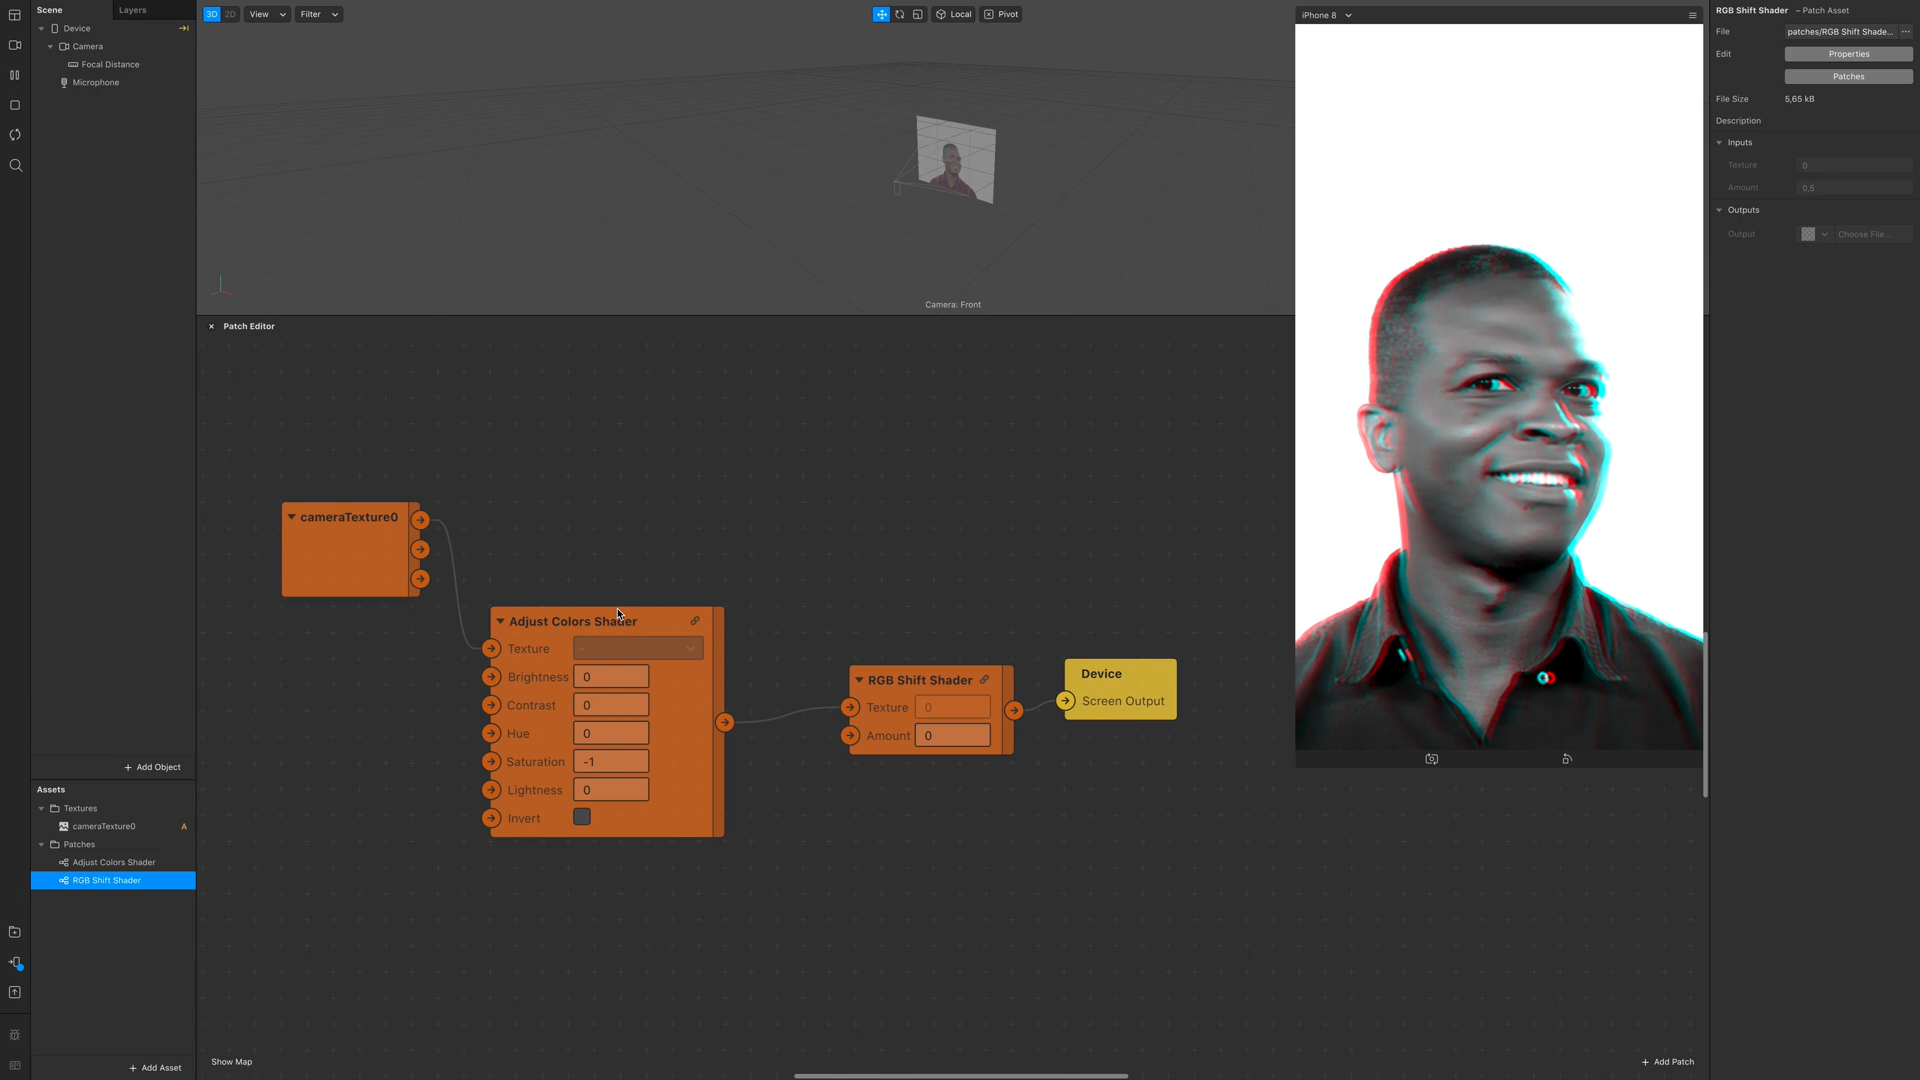 Scene
Layers
Device
Camera
Focal Distance
Microphone
+ Add Object
Assets
Textures
cameraTexture0 A
Patches
Adjust Colors Shader
RGB Shift Shader
+ Add Asset
3D 2D View Filter Local Pivot
Camera: Front
× Patch Editor
cameraTexture0
Adjust Colors Shader
Texture -
Brightness 0
Contrast 0
Hue 0
Saturation -1
Lightness 0
Invert
RGB Shift Shader
Texture 0
Amount 0
Device
Screen Output
Show Map
+ Add Patch
iPhone 8
RGB Shift Shader – Patch Asset
File patches/RGB Shift Shade... ...
Edit Properties
Patches
File Size 5,65 kB
Description
Inputs
Texture 0
Amount 0,5
Outputs
Output Choose File...